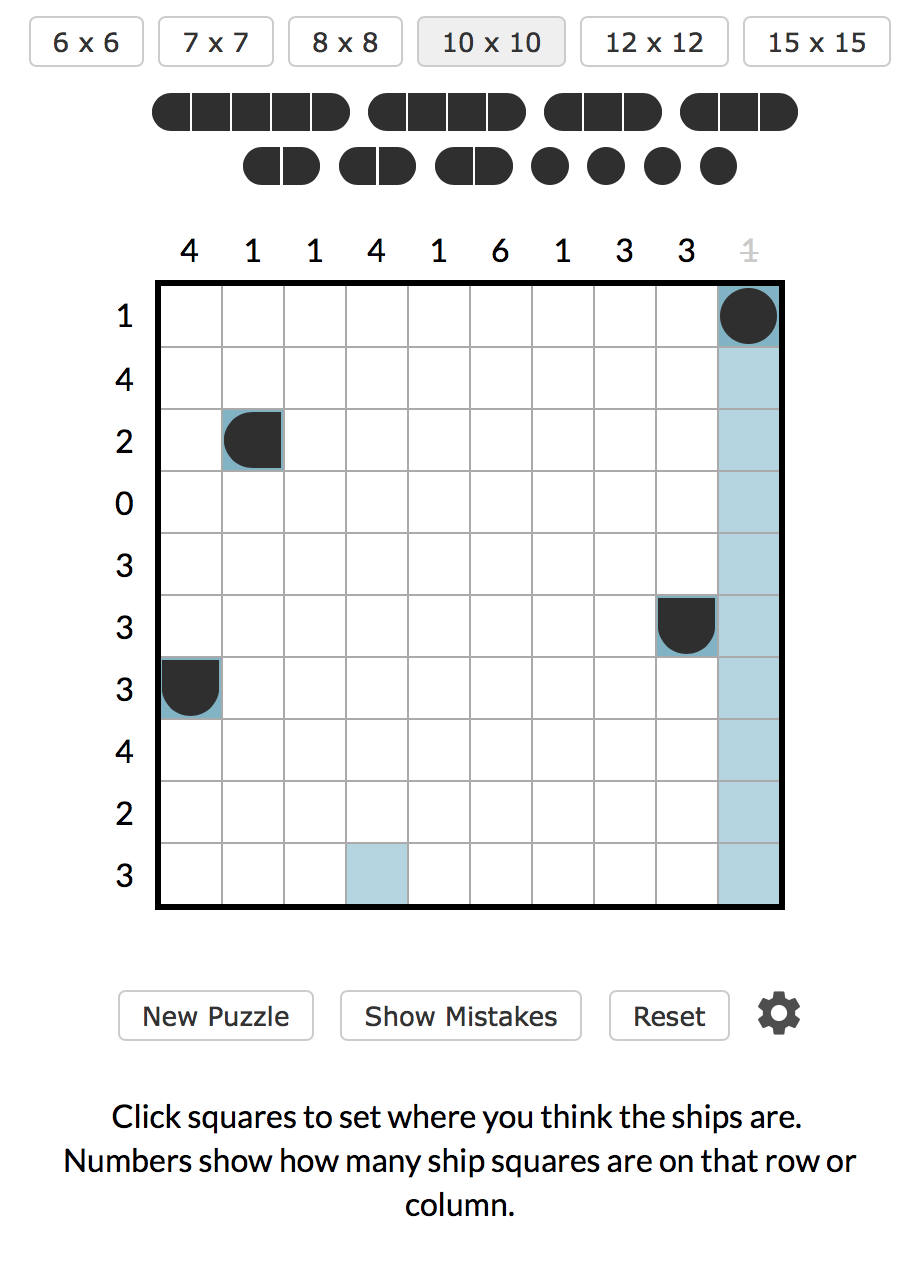 6 x 6 7 x 7 8 x 8 10 x 10 12 x 12 15 x 15
4 1 1 4 1 6 1 3 3 1
1
4
2
0
3
3
3
4
2
3
New Puzzle Show Mistakes Reset
Click squares to set where you think the ships are.
Numbers show how many ship squares are on that row or
column.